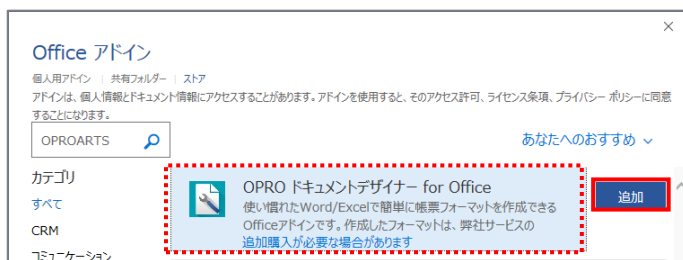 Office アドイン
個人用アドイン | 共有フォルダー | ストア
アドインは、個人情報とドキュメント情報にアクセスすることがあります。アドインを使用すると、そのアクセス許可、ライセンス条項、プライバシー ポリシーに同意
することになります。
OPROARTS
あなたへのおすすめ
カテゴリ
すべて
CRM
コミュニケーション
OPRO ドキュメントデザイナー for Office
使い慣れたWord/Excelで簡単に帳票フォーマットを作成できる
Officeアドインです。作成したフォーマットは、弊社サービスの
追加購入が必要な場合があります
追加